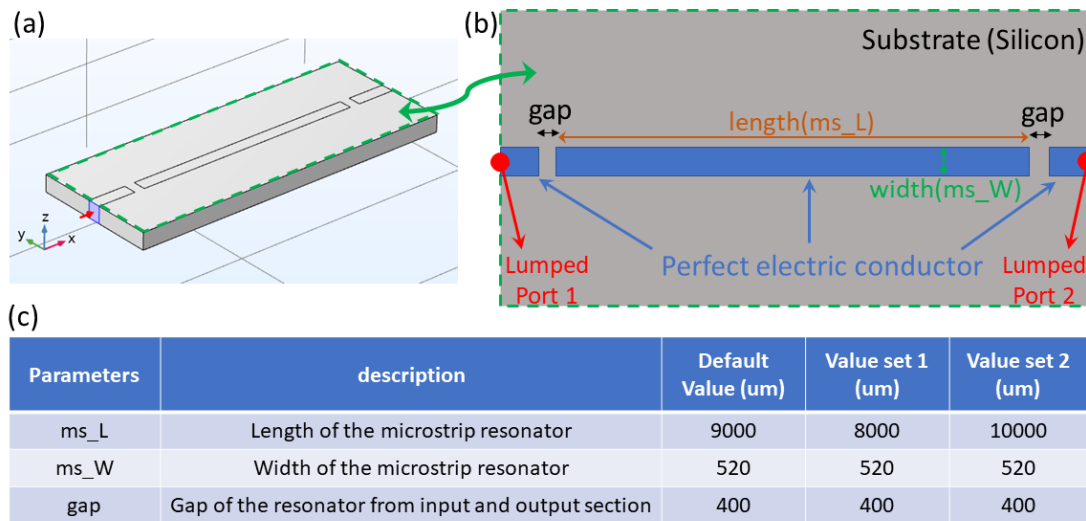 (a)
z
y
x
(b)
Substrate (Silicon)
gap
length(ms_L)
gap
width(ms_W)
Lumped
Port 1
Perfect electric conductor
Lumped
Port 2
(c)
Parameters description Default Value (um) Value set 1 (um) Value set 2 (um)
ms_L Length of the microstrip resonator 9000 8000 10000
ms_W Width of the microstrip resonator 520 520 520
gap Gap of the resonator from input and output section 400 400 400